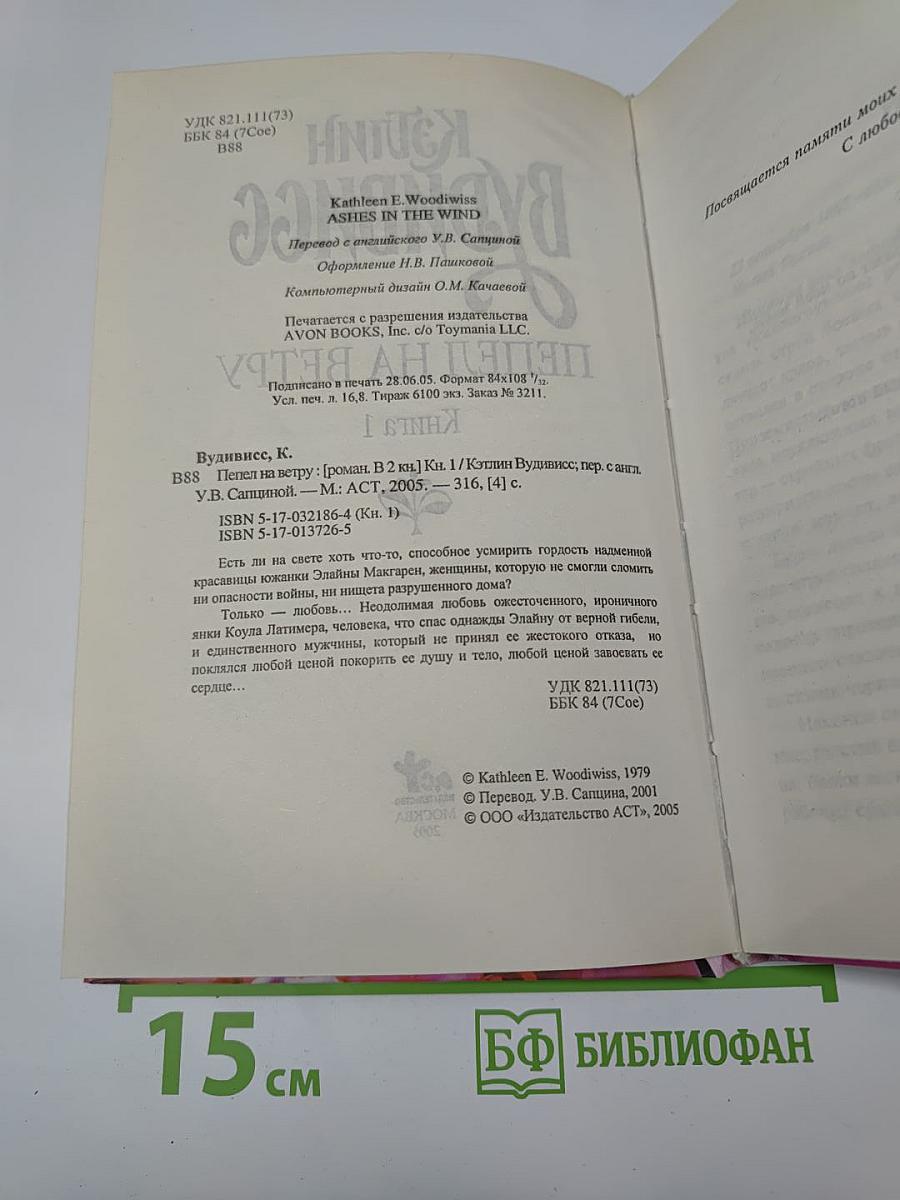 УДК 821.111(73)
ББК 84 (7Сое)
В88
Kathleen E.Woodiwiss
ASHES IN THE WIND
Перевод с английского У.В. Сапциной
Оформление Н.В. Пашковой
Компьютерный дизайн О.М. Качаевой
Печатается с разрешения издательства
AVON BOOKS, Inc. c/o Toymania LLC.
Подписано в печать 28.06.05. Формат 84х108 1/32.
Усл. печ. л. 16,8. Тираж 6100 экз. Заказ № 3211.
Вудивисс, К.
В88 Пепел на ветру : [роман. В 2 кн.] Кн. 1 / Кэтлин Вудивисс; пер. с англ.
У.В. Сапциной. — М.: АСТ, 2005. — 316, [4] с.
ISBN 5-17-032186-4 (Кн. 1)
ISBN 5-17-013726-5
Есть ли на свете хоть что-то, способное усмирить гордость надменной
красавицы южанки Элайны Макгарен, женщины, которую не смогли сломить
ни опасности войны, ни нищета разрушенного дома?
Только — любовь... Неодолимая любовь ожесточенного, ироничного
янки Коула Латимера, человека, что спас однажды Элайну от верной гибели,
и единственного мужчины, который не принял ее жестокого отказа, но
поклялся любой ценой покорить ее душу и тело, любой ценой завоевать ее
сердце...
УДК 821.111(73)
ББК 84 (7Сое)
© Kathleen E. Woodiwiss, 1979
© Перевод. У.В. Сапцина, 2001
© ООО «Издательство АСТ», 2005
Посвящается памяти моих
С любо
15 см
БФ БИБЛИОФАН